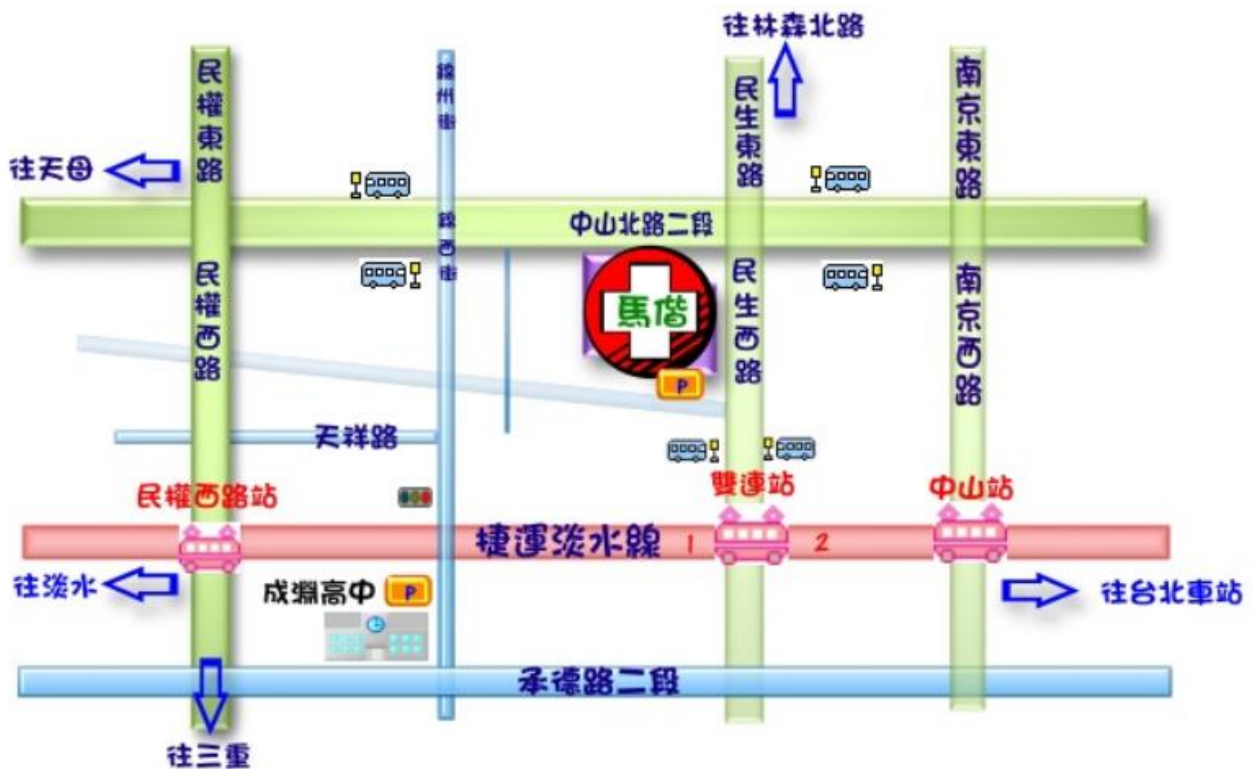 往林森北路
民權東路
錦州街
民生東路
南京東路
往天母
中山北路二段
錦西街
民權西路
馬偕
民生西路
南京西路
P
天祥路
民權西路站
雙連站
中山站
捷運淡水線
1
2
往淡水
成淵高中
P
往台北車站
承德路二段
往三重